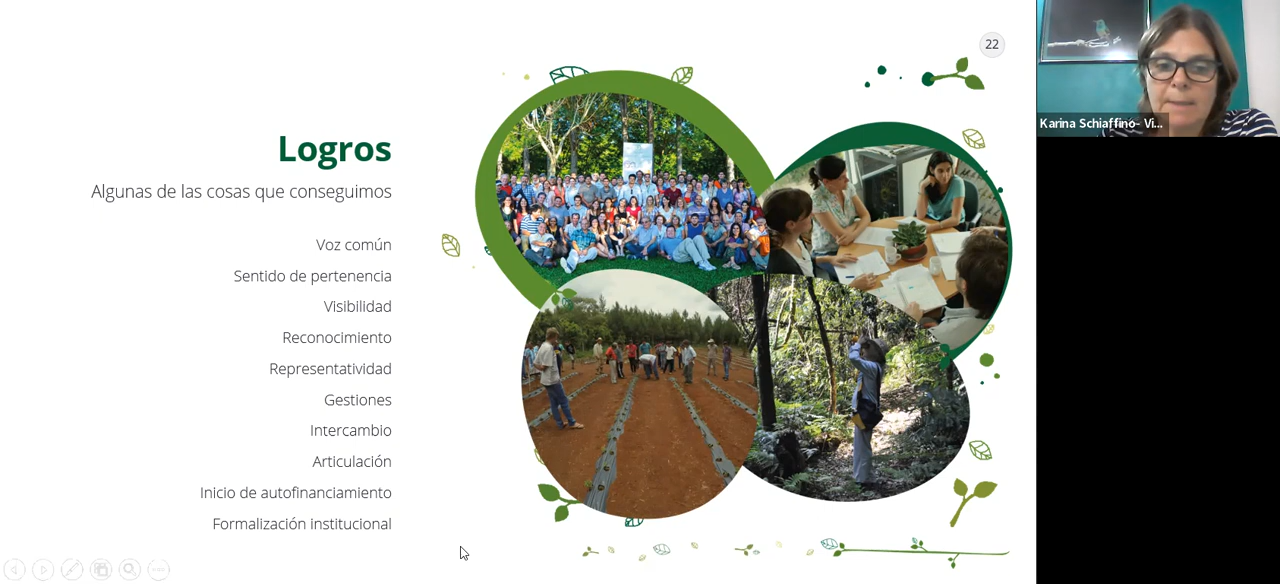 22
Logros
Algunas de las cosas que conseguimos
Voz común
Sentido de pertenencia
Visibilidad
Reconocimiento
Representatividad
Gestiones
Intercambio
Articulación
Inicio de autofinanciamiento
Formalización institucional
Karina Schiaffino- Vi...